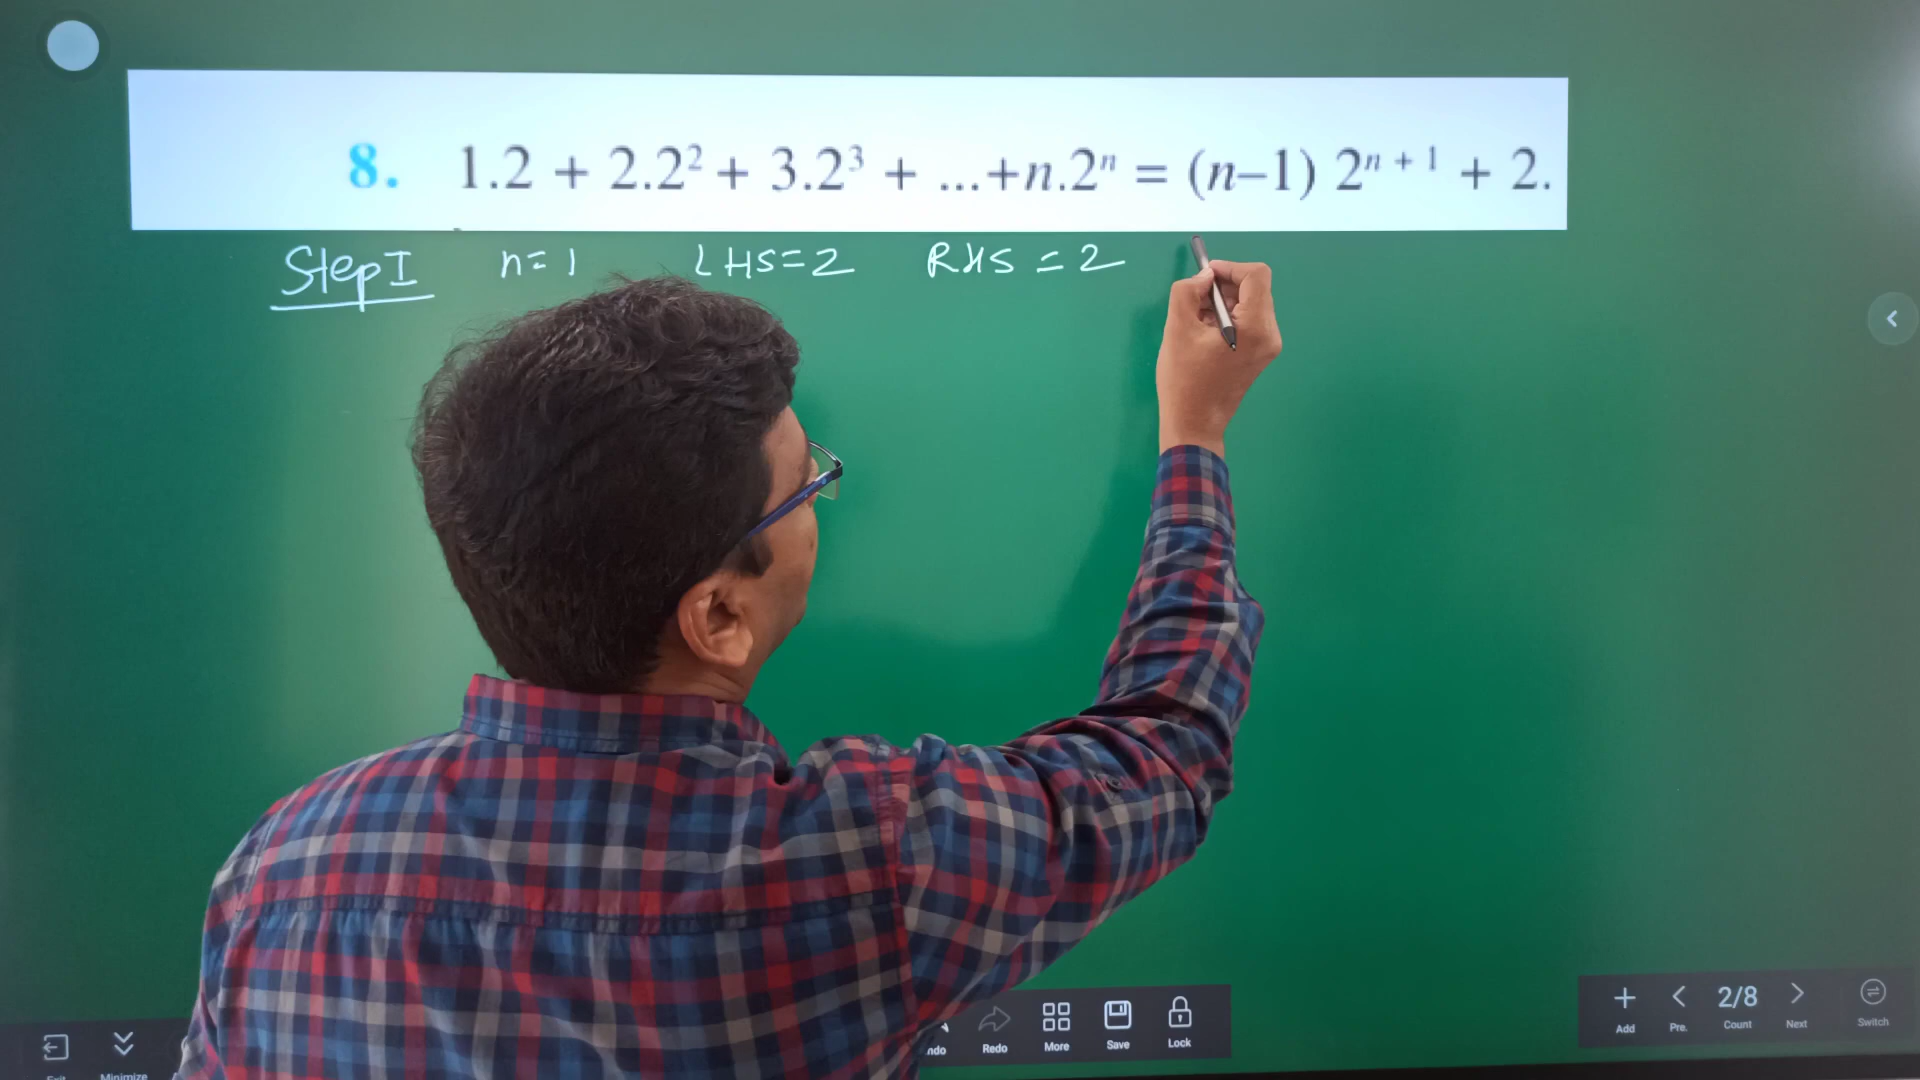 8. 1.2 + 2.2² + 3.2³ + ...+n.2ⁿ = (n–1) 2ⁿ ⁺ ¹ + 2.
Step I n=1 LHS=2 RHS=2
Redo More Save Lock
Add Pre. 2/8 Count Next Switch
Minimize